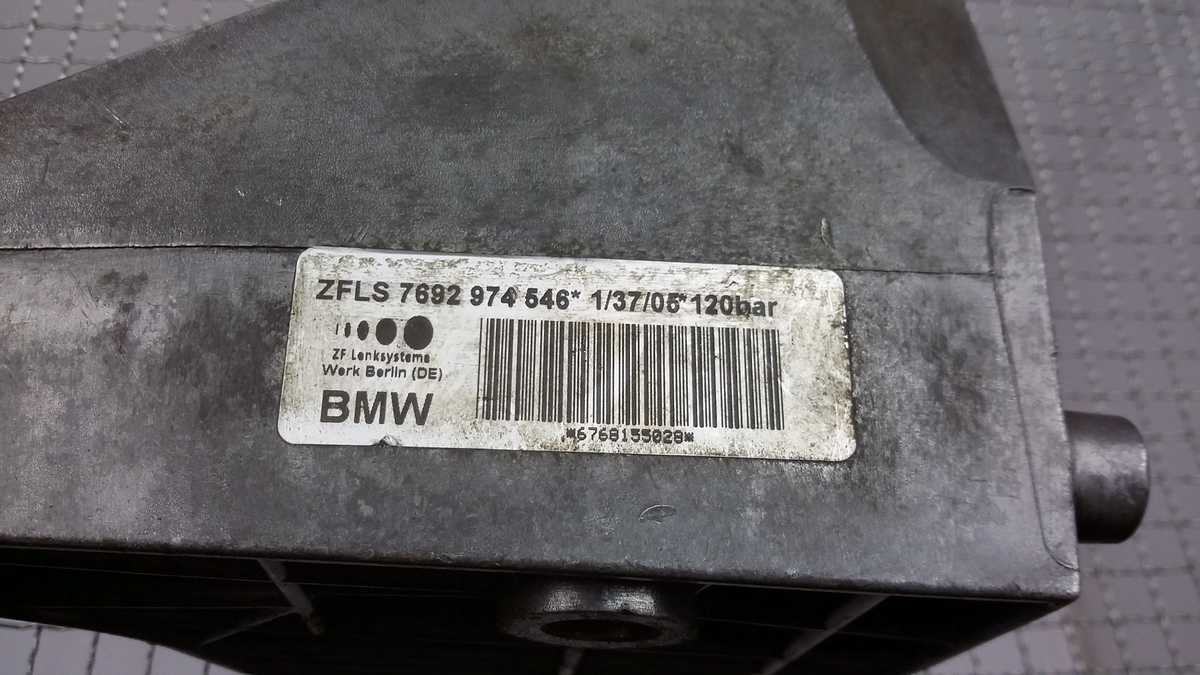 ZFLS 7692 974 546* 1/37/05*120bar
ZF Lenksysteme
Werk Berlin (DE)
BMW
*6768155028*